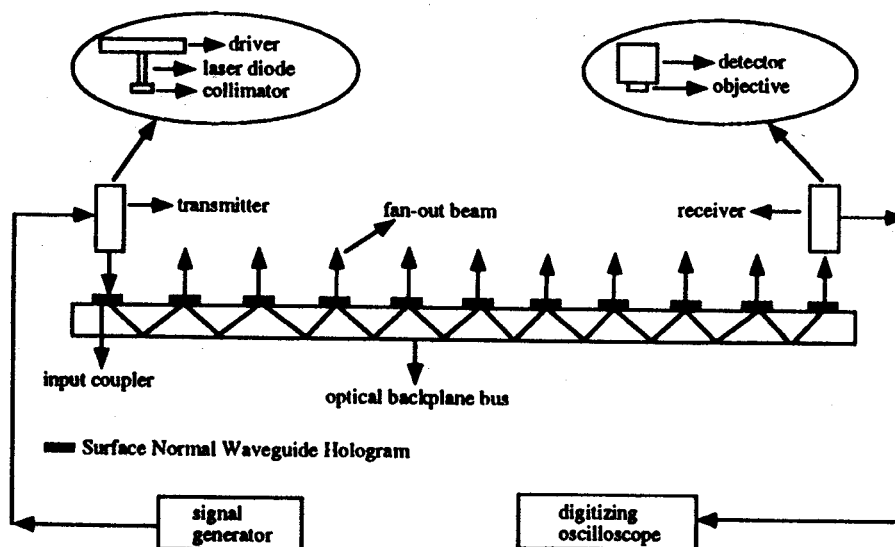 driver
laser diode
collimator
detector
objective
transmitter
fan-out beam
receiver
input coupler
optical backplane bus
Surface Normal Waveguide Hologram
signal
generator
digitizing
oscilloscope